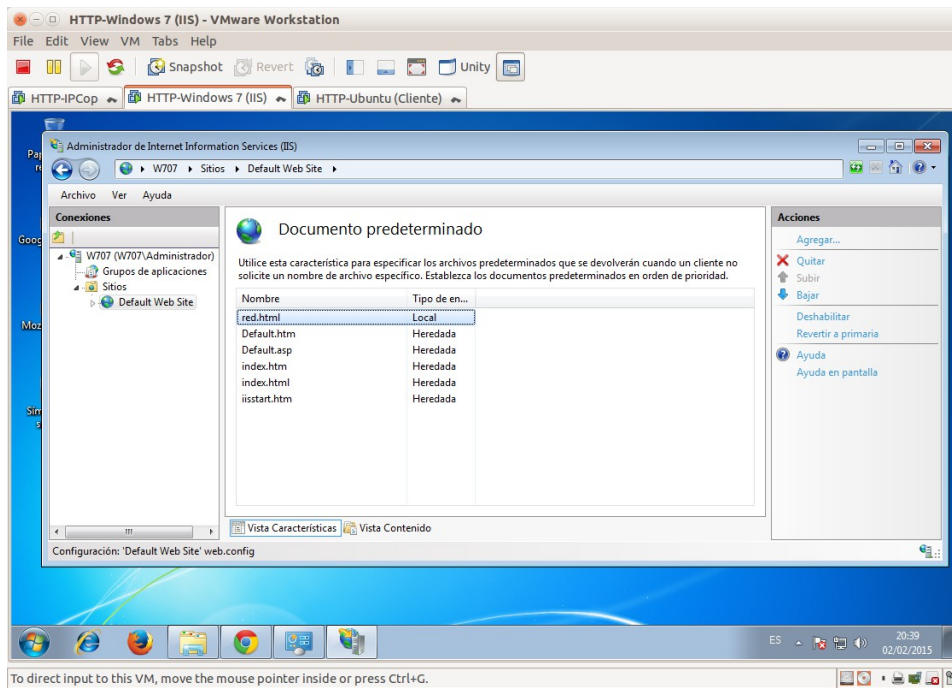 HTTP-Windows 7 (IIS) - VMware Workstation
File Edit View VM Tabs Help
Snapshot Revert Unity
HTTP-IPCop HTTP-Windows 7 (IIS) HTTP-Ubuntu (Cliente)
Administrador de Internet Information Services (IIS)
W707 Sitios Default Web Site
Archivo Ver Ayuda
Conexiones
W707 (W707\Administrador)
Grupos de aplicaciones
Sitios
Default Web Site
Documento predeterminado
Utilice esta característica para especificar los archivos predeterminados que se devolverán cuando un cliente no
solicite un nombre de archivo específico. Establezca los documentos predeterminados en orden de prioridad.
Nombre Tipo de en...
red.html Local
Default.htm Heredada
Default.asp Heredada
index.htm Heredada
index.html Heredada
iisstart.htm Heredada
Vista Características Vista Contenido
Acciones
Agregar...
Quitar
Subir
Bajar
Deshabilitar
Revertir a primaria
Ayuda
Ayuda en pantalla
Configuración: 'Default Web Site' web.config
ES 20:39
02/02/2015
To direct input to this VM, move the mouse pointer inside or press Ctrl+G.